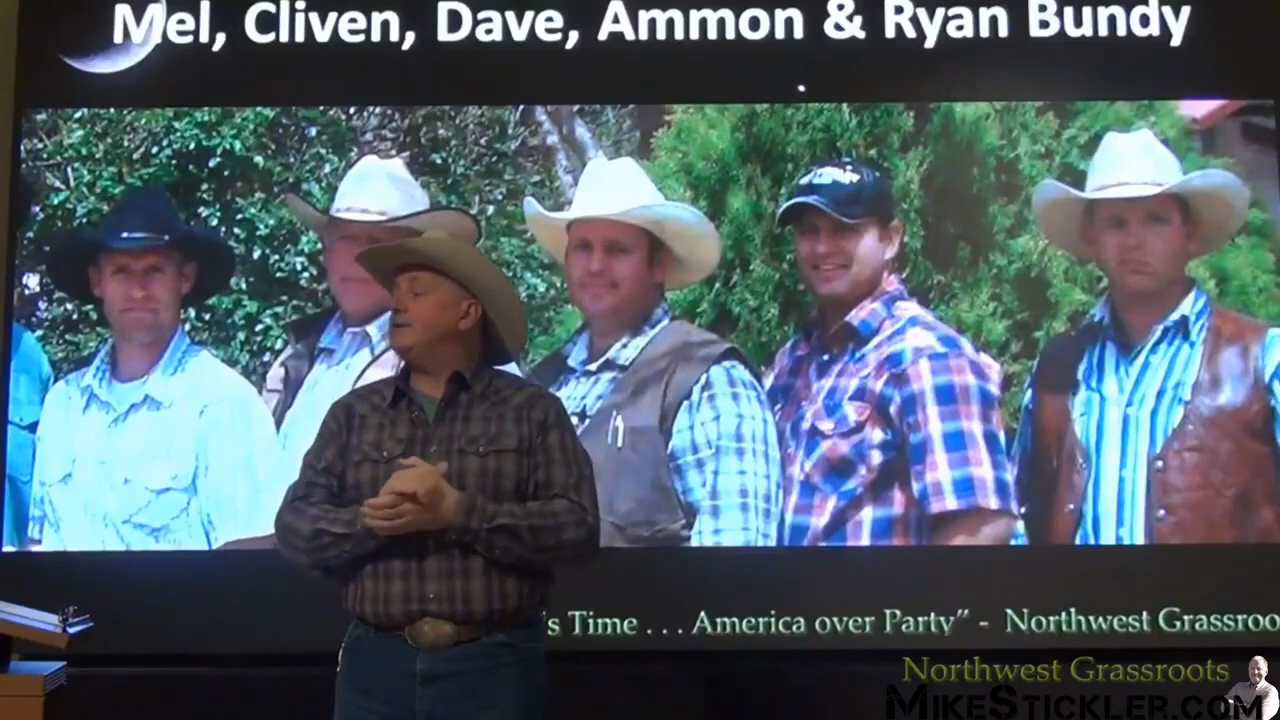 Mel, Cliven, Dave, Ammon & Ryan Bundy
's Time . . . America over Party" - Northwest Grassroo
Northwest Grassroots
MIKESTICKLER.COM